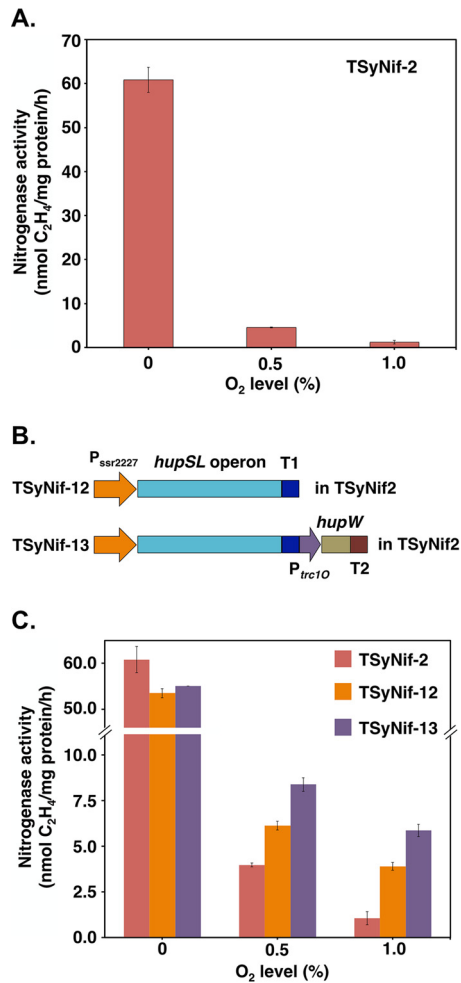 A.
TSyNif-2
Nitrogenase activity
(nmol C₂H₄/mg protein/h)
70
60
50
40
30
20
10
0
0 0.5 1.0
O₂ level (%)
B.
Pssr2227 hupSL operon T1
TSyNif-12 in TSyNif2
hupW
TSyNif-13 in TSyNif2
Ptrc1O T2
C.
Nitrogenase activity
(nmol C₂H₄/mg protein/h)
60.0
50.0
10.0
7.5
5.0
2.5
0.0
TSyNif-2
TSyNif-12
TSyNif-13
0 0.5 1.0
O₂ level (%)